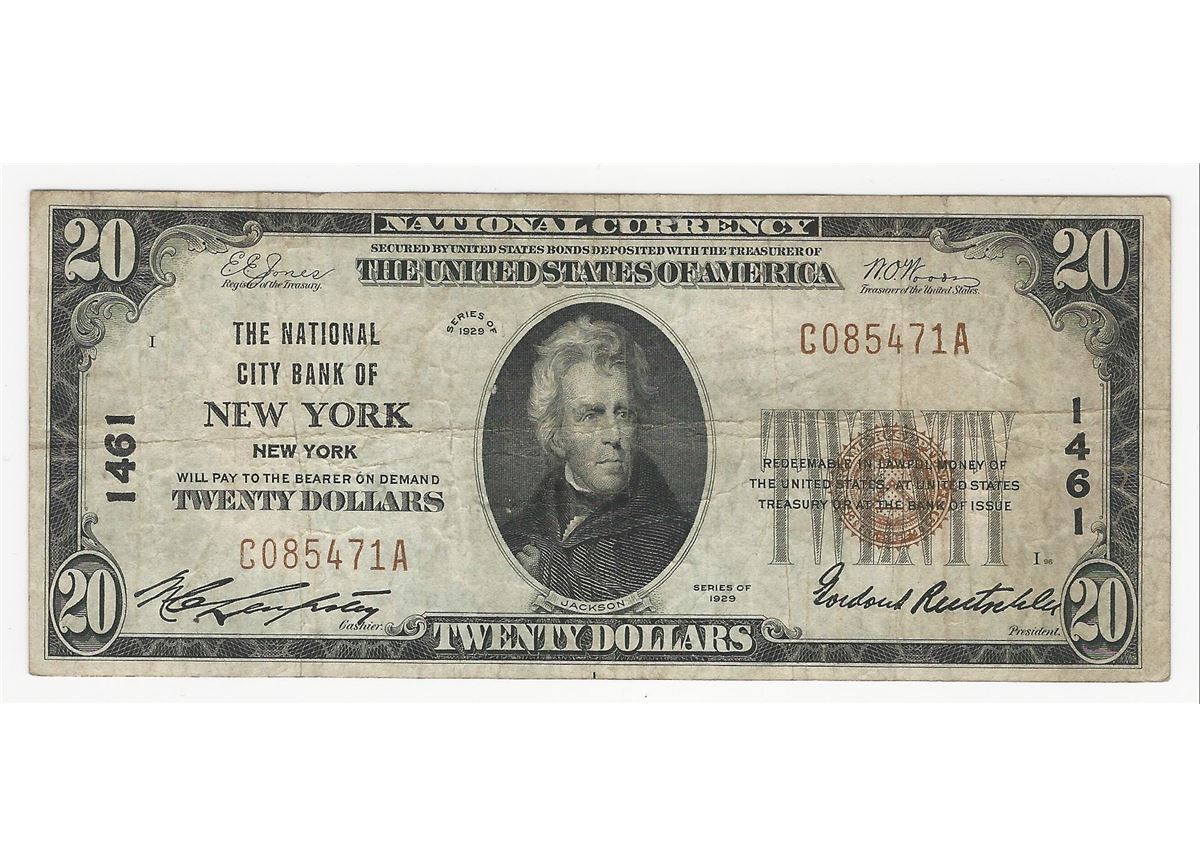 NATIONAL CURRENCY
SECURED BY UNITED STATES BONDS DEPOSITED WITH THE TREASURER OF
THE UNITED STATES OF AMERICA
20
20
E E Jones
Register of the Treasury.
W. O. Woods
Treasurer of the United States.
SERIES OF
1929
I
THE NATIONAL
CITY BANK OF
NEW YORK
NEW YORK
WILL PAY TO THE BEARER ON DEMAND
TWENTY DOLLARS
C085471A
1461
C085471A
1461
TWENTY
REDEEMABLE IN LAWFUL MONEY OF
THE UNITED STATES, AT UNITED STATES
TREASURY OR AT THE BANK OF ISSUE
I 96
JACKSON
SERIES OF
1929
Cashier.
President.
20
TWENTY DOLLARS
20